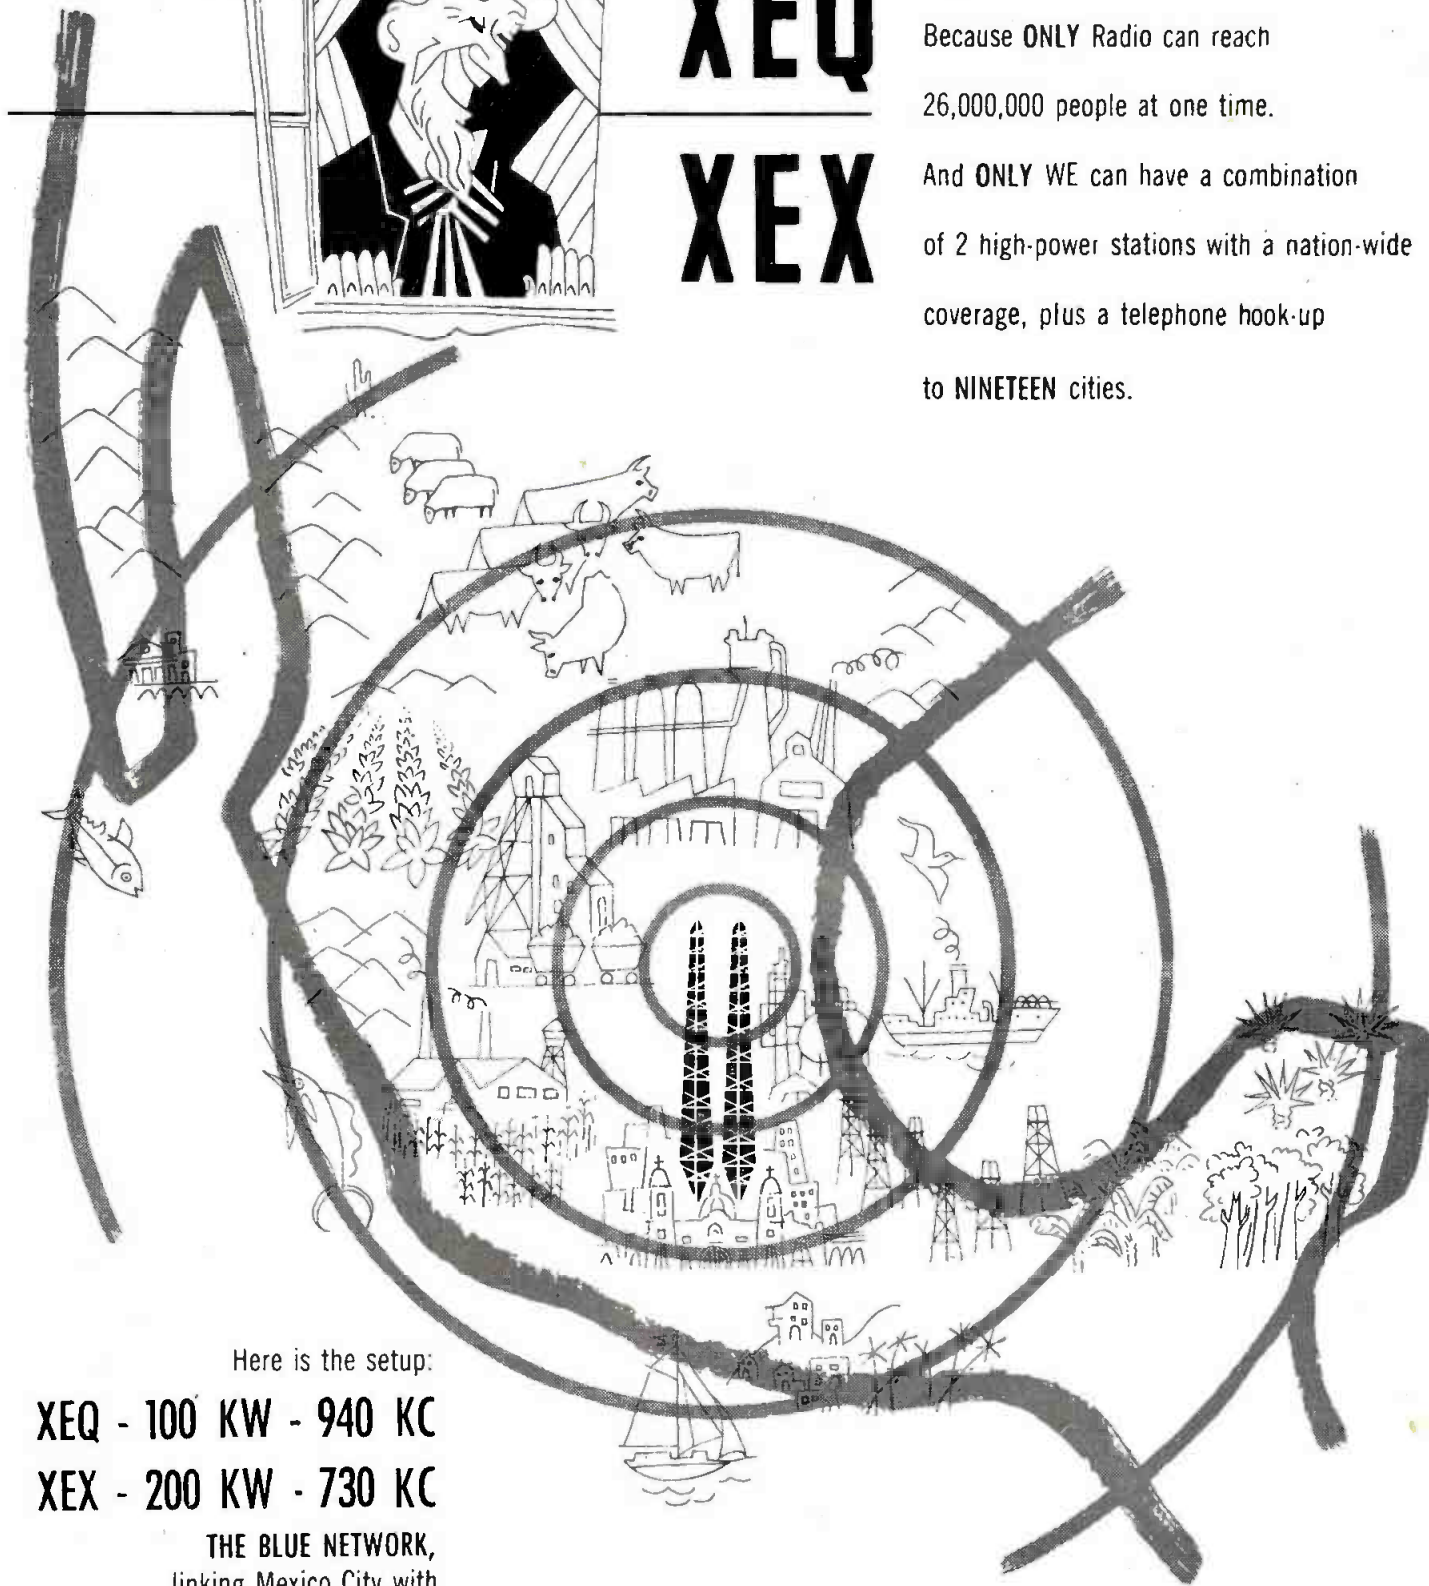 XEQ
XEX
Because ONLY Radio can reach
26,000,000 people at one time.
And ONLY WE can have a combination
of 2 high-power stations with a nation-wide
coverage, plus a telephone hook-up
to NINETEEN cities.
Here is the setup:
XEQ - 100 KW - 940 KC
XEX - 200 KW - 730 KC
THE BLUE NETWORK,
linking Mexico City with